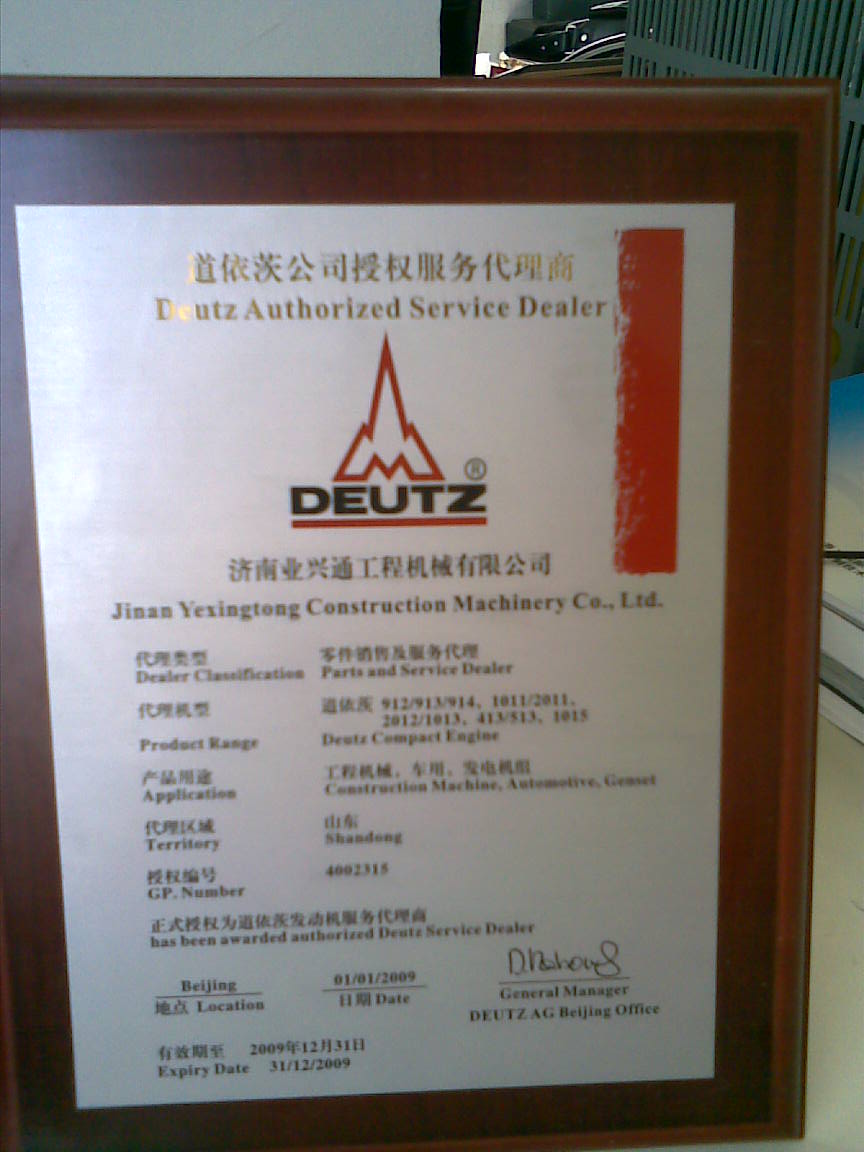 道依茨公司授权服务代理商
Deutz Authorized Service Dealer
®
DEUTZ
济南业兴通工程机械有限公司
Jinan Yexingtong Construction Machinery Co., Ltd.
代理类型 零件销售及服务代理
Dealer Classification Parts and Service Dealer
代理机型 道依茨 912/913/914、1011/2011、
2012/1013、413/513、1015
Product Range Deutz Compact Engine
产品用途 工程机械、车用、发电机组
Application Construction Machine, Automotive, Genset
代理区域 山东
Territory Shandong
授权编号 4002315
GP. Number
正式授权为道依茨发动机服务代理商
has been awarded authorized Deutz Service Dealer
Beijing 01/01/2009
地点 Location 日期 Date General Manager
DEUTZ AG Beijing Office
有效期至 2009年12月31日
Expiry Date 31/12/2009